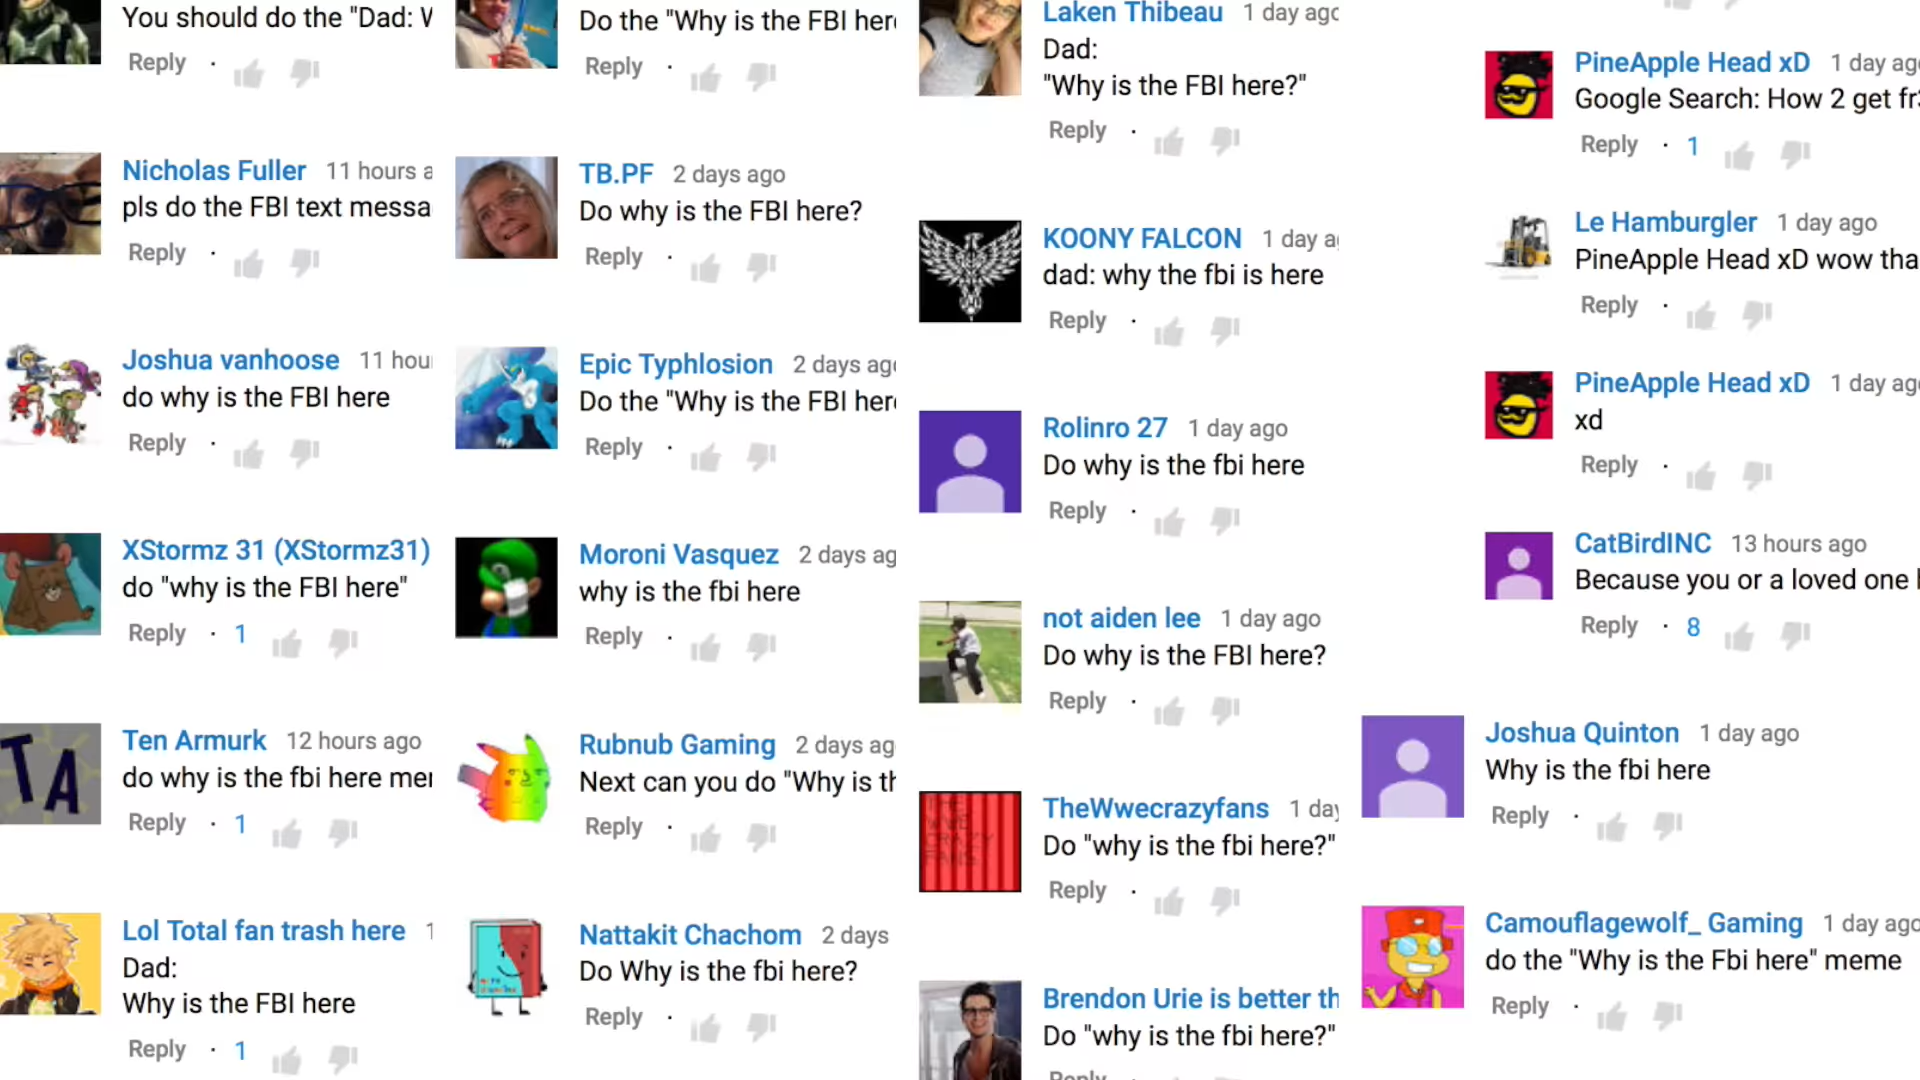 You should do the "Dad: W
Reply ·
Nicholas Fuller 11 hours a
pls do the FBI text messa
Reply ·
Joshua vanhoose 11 hou
do why is the FBI here
Reply ·
XStormz 31 (XStormz31)
do "why is the FBI here"
Reply · 1
Ten Armurk 12 hours ago
do why is the fbi here me
Reply · 1
Lol Total fan trash here 1
Dad:
Why is the FBI here
Reply · 1
Do the "Why is the FBI her
Reply ·
TB.PF 2 days ago
Do why is the FBI here?
Reply ·
Epic Typhlosion 2 days ago
Do the "Why is the FBI her
Reply ·
Moroni Vasquez 2 days ag
why is the fbi here
Reply ·
Rubnub Gaming 2 days ag
Next can you do "Why is th
Reply ·
Nattakit Chachom 2 days
Do Why is the fbi here?
Reply ·
Laken Thibeau 1 day ago
Dad:
"Why is the FBI here?"
Reply ·
KOONY FALCON 1 day a
dad: why the fbi is here
Reply ·
Rolinro 27 1 day ago
Do why is the fbi here
Reply ·
not aiden lee 1 day ago
Do why is the FBI here?
Reply ·
THE WWE CRAZY FANS
TheWwecrazyfans 1 day
Do "why is the fbi here?"
Reply ·
Brendon Urie is better th
Do "why is the fbi here?"
Reply
PineApple Head xD 1 day ago
Google Search: How 2 get fr3
Reply · 1
Le Hamburgler 1 day ago
PineApple Head xD wow tha
Reply ·
PineApple Head xD 1 day ago
xd
Reply ·
CatBirdINC 13 hours ago
Because you or a loved one
Reply · 8
Joshua Quinton 1 day ago
Why is the fbi here
Reply ·
Camouflagewolf_ Gaming 1 day ago
do the "Why is the Fbi here" meme
Reply ·
TA